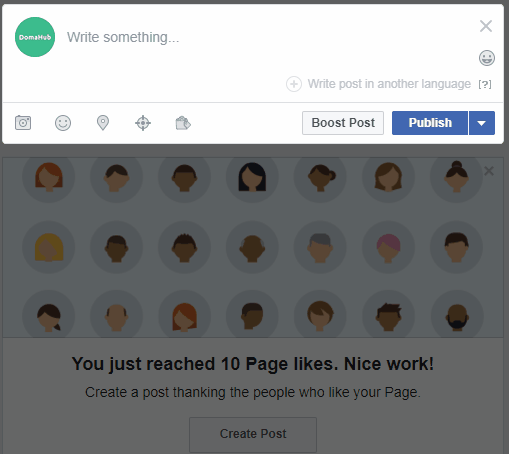 DomaHub
Write something...
Write post in another language [?]
Boost Post Publish
You just reached 10 Page likes. Nice work!
Create a post thanking the people who like your Page.
Create Post